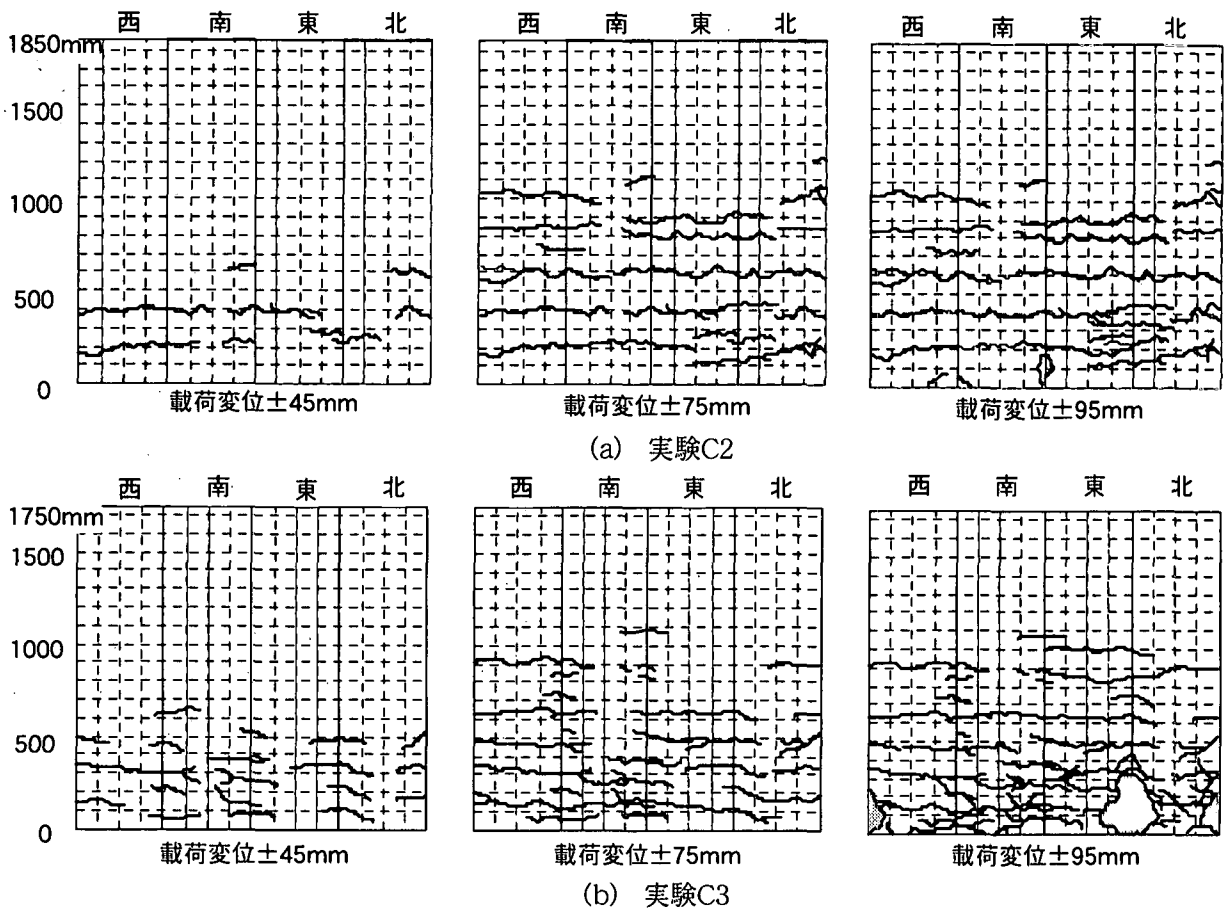 西 南 東 北
1850mm
1500
1000
500
0
載荷変位±45mm
西 南 東 北
載荷変位±75mm
西 南 東 北
載荷変位±95mm
(a) 実験C2
西 南 東 北
1750mm
1500
1000
500
0
載荷変位±45mm
西 南 東 北
載荷変位±75mm
西 南 東 北
載荷変位±95mm
(b) 実験C3